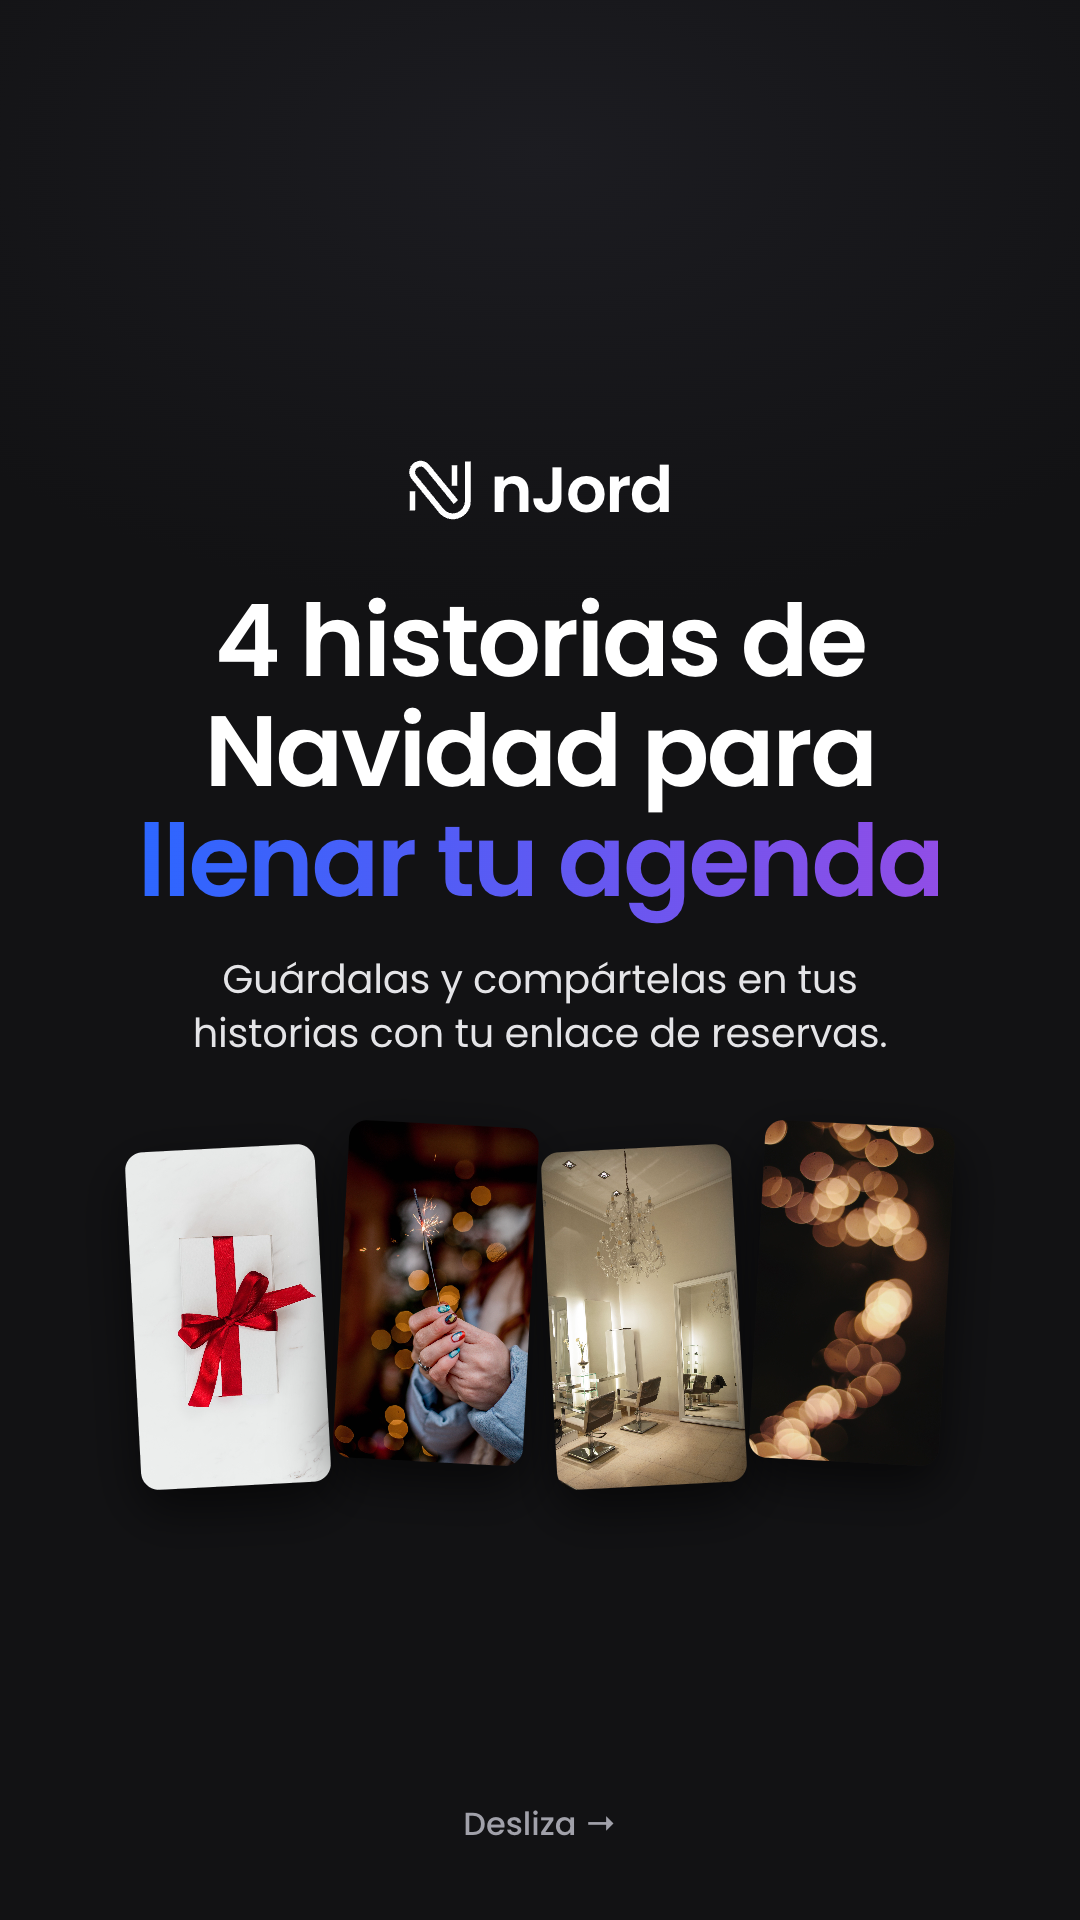 nJord
4 historias de
Navidad para
llenar tu agenda
Guárdalas y compártelas en tus
historias con tu enlace de reservas.
Desliza →